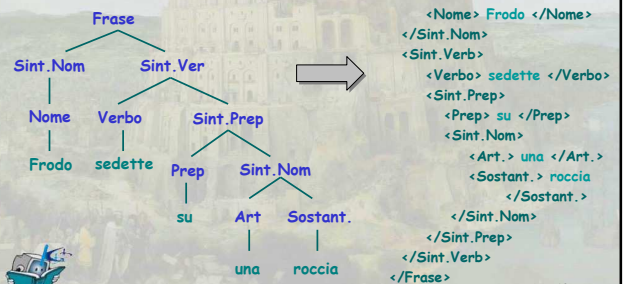 Frase
Sint.Nom Sint.Ver
Nome Verbo Sint.Prep
Frodo sedette Prep Sint.Nom
su Art Sostant.
una roccia
<Nome> Frodo </Nome>
</Sint.Nom>
<Sint.Verb>
<Verbo> sedette </Verbo>
<Sint.Prep>
<Prep> su </Prep>
<Sint.Nom>
<Art.> una </Art.>
<Sostant.> roccia
</Sostant.>
</Sint.Nom>
</Sint.Prep>
</Sint.Verb>
</Frase>